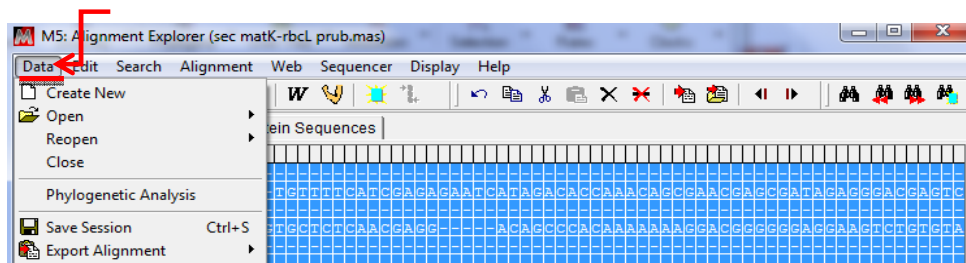 M5: Alignment Explorer (sec matK-rbcL prub.mas)
Data Edit Search Alignment Web Sequencer Display Help
Create New
W
Open
tein Sequences
Reopen
Close
Phylogenetic Analysis
-TGTTTTCATCGAGAGAATCATAGACACCAAACAGCGAACGAGCGATAGAGGGACGAGTC
Save Session Ctrl+S
GTGCTCTCAACGAGG-----ACAGCCCACAAAAAAAGGACGGGGGGAGGAAGTCTGTGTA
Export Alignment